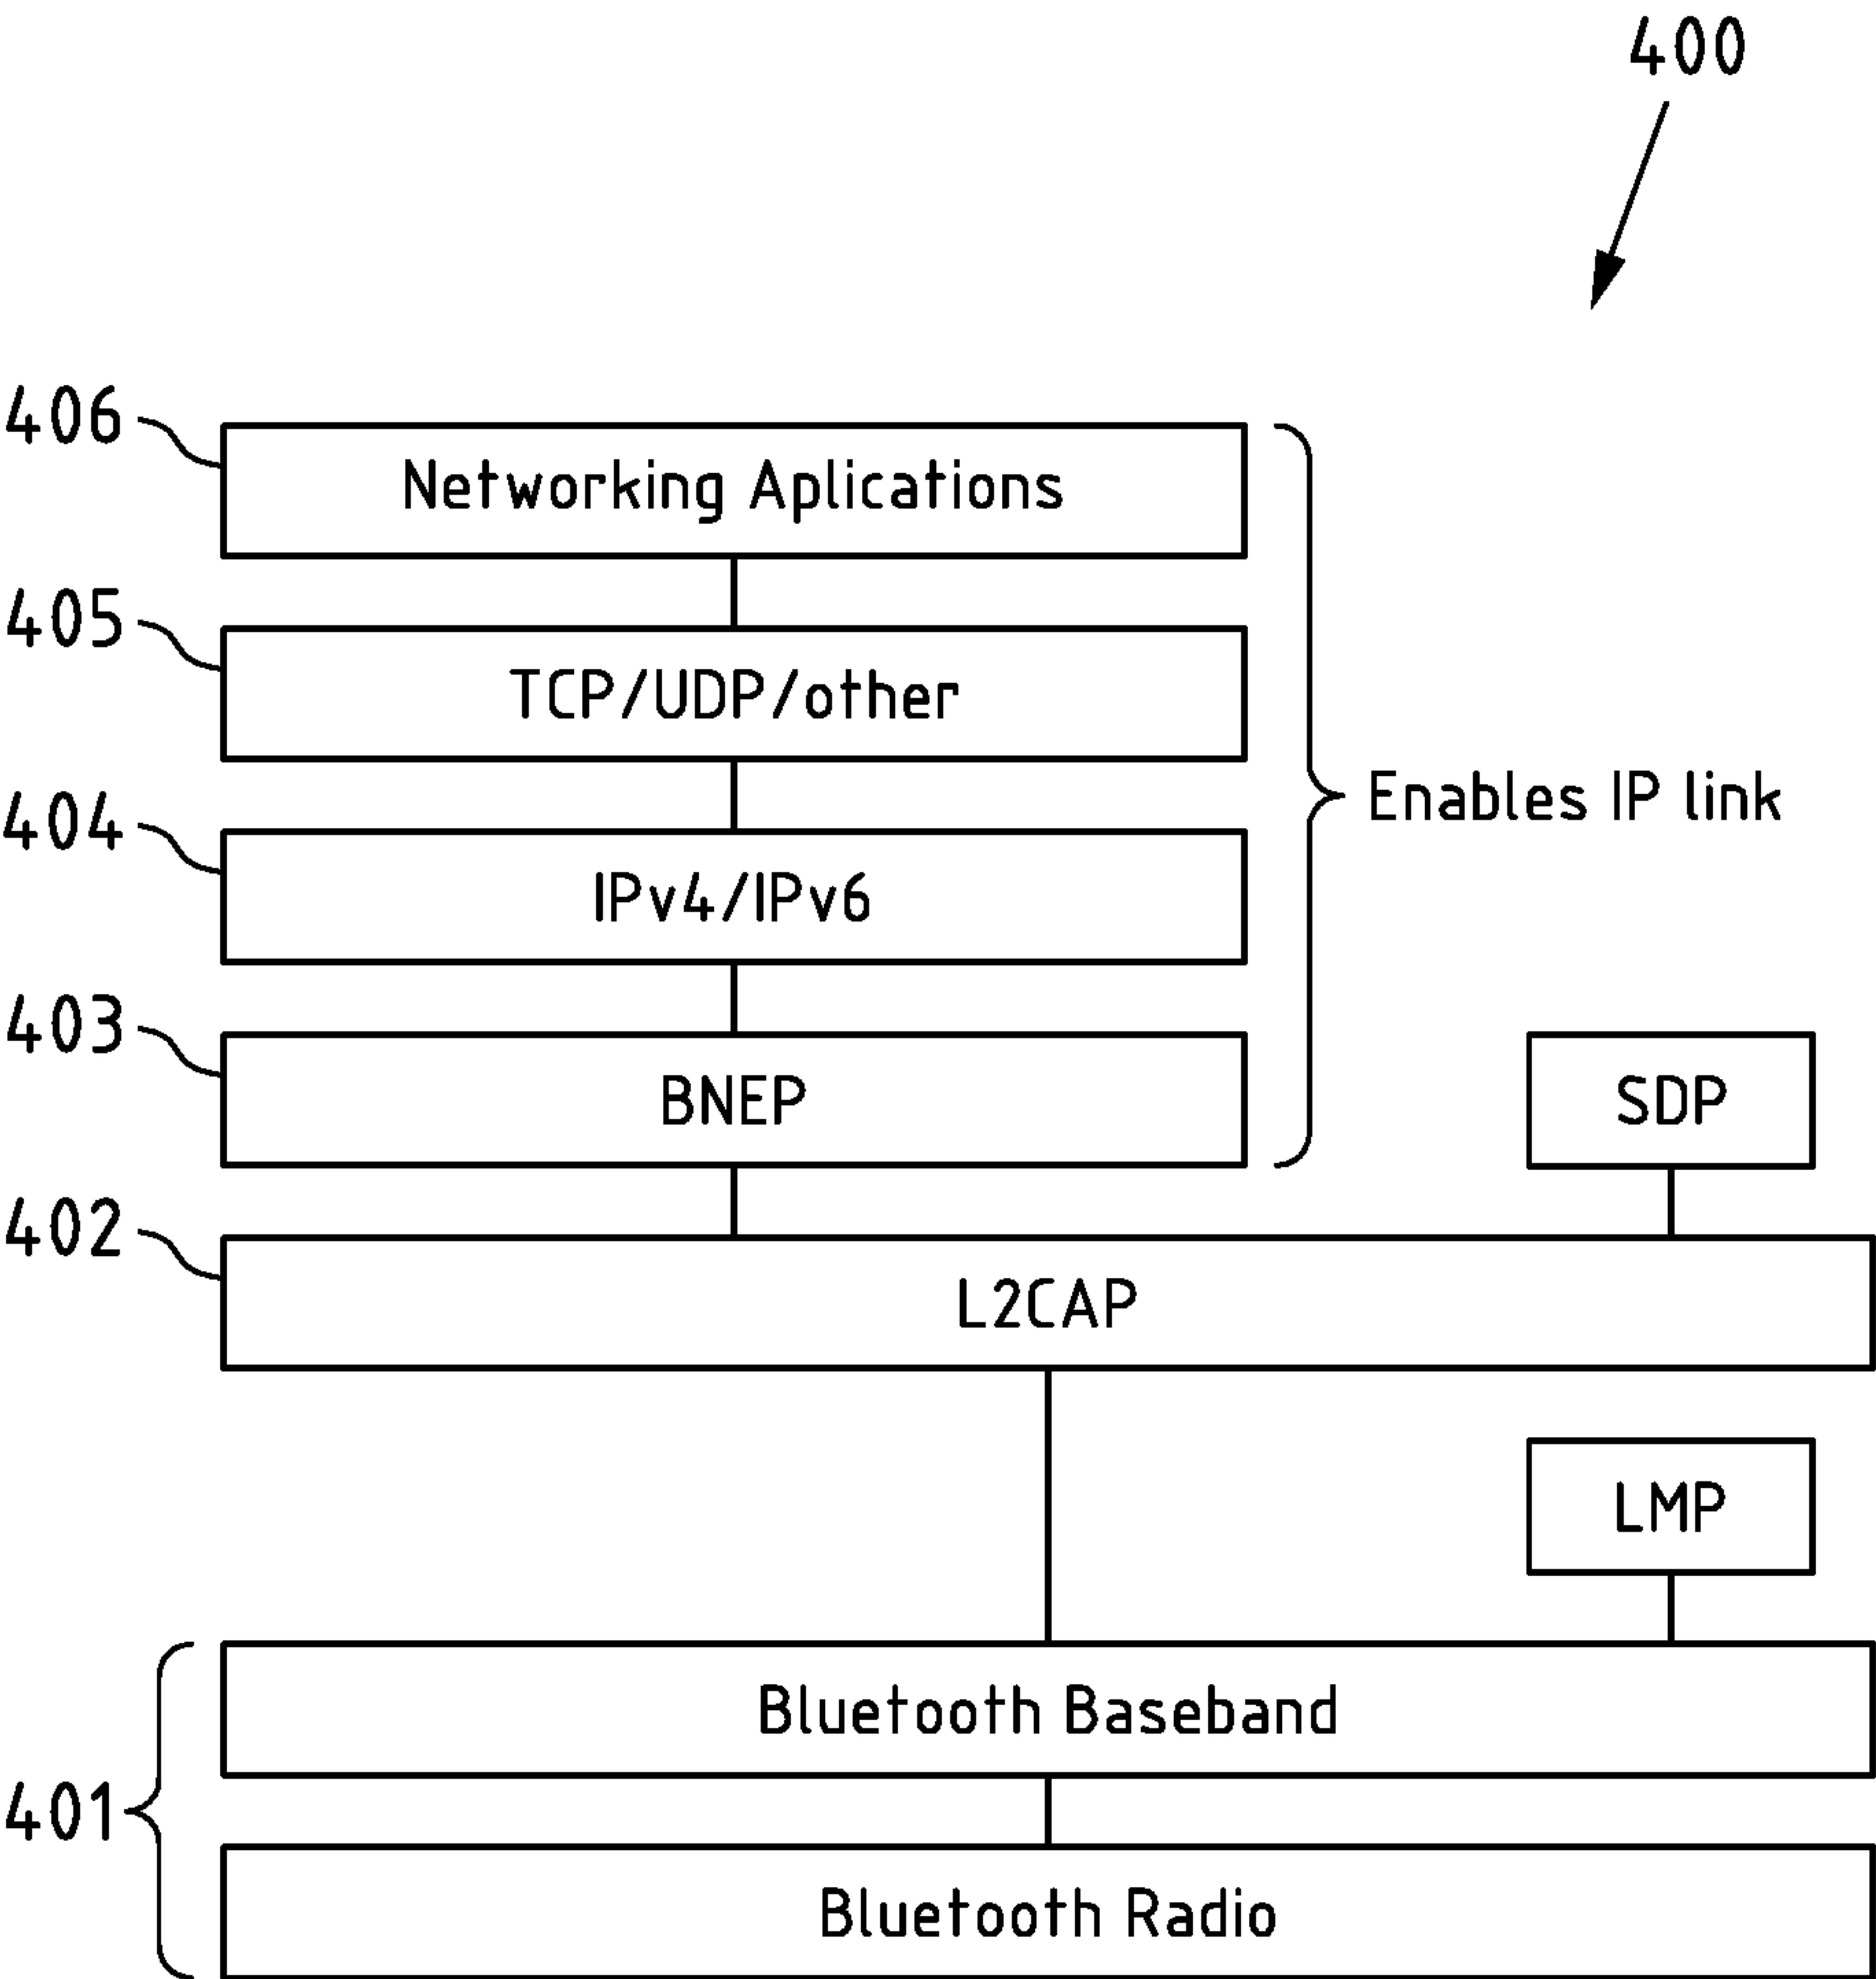 400
406
Networking Aplications
405
TCP/UDP/other
Enables IP link
404
IPv4/IPv6
403
BNEP
SDP
402
L2CAP
LMP
Bluetooth Baseband
401
Bluetooth Radio